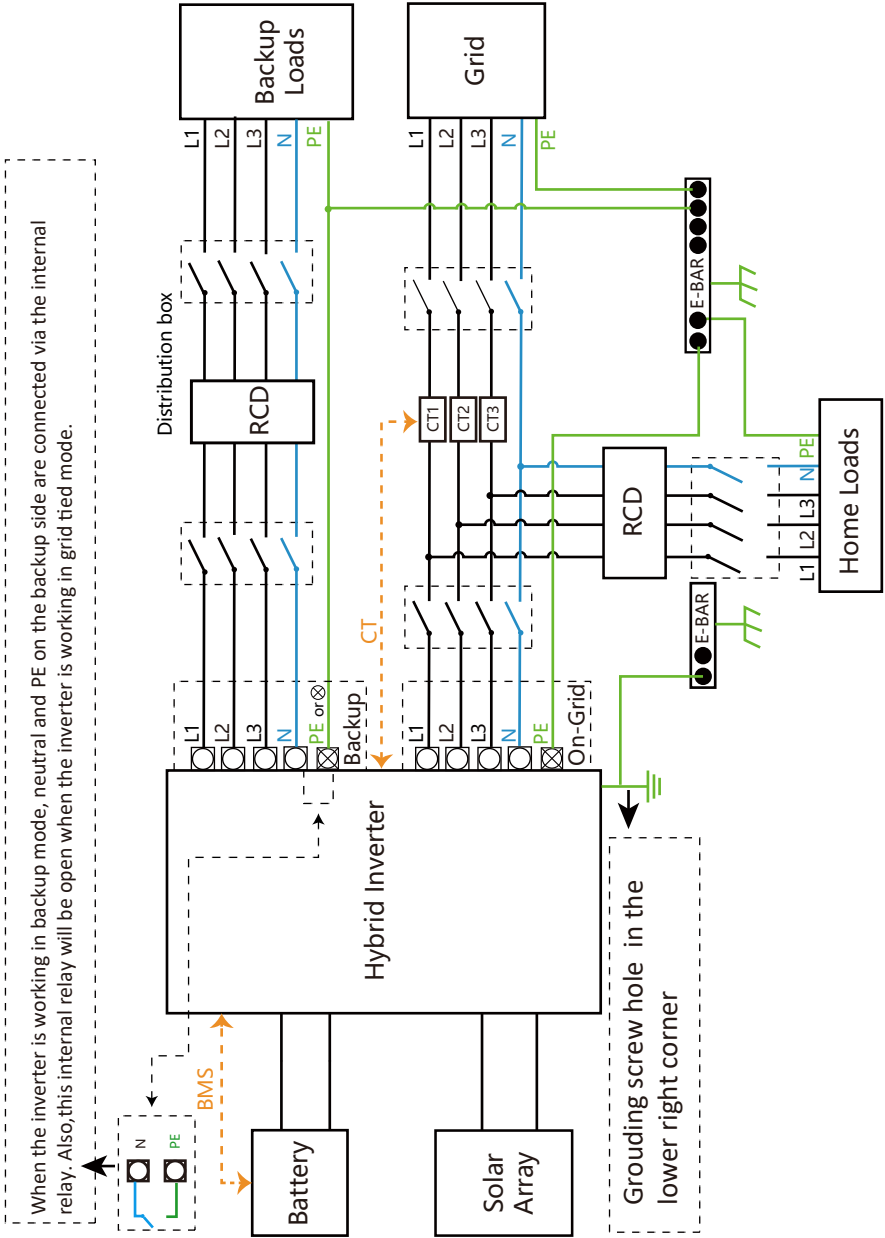 When the inverter is working in backup mode, neutral and PE on the backup side are connected via the internal
relay. Also,this internal relay will be open when the inverter is working in grid tied mode.
N
PE
BMS
Battery
Solar
Array
Hybrid Inverter
Grouding screw hole in the
lower right corner
L1
L2
L3
N
PE or
Backup
CT
L1
L2
L3
N
PE
On-Grid
Distribution box
RCD
CT1
CT2
CT3
RCD
E-BAR
E-BAR
L1
L2
L3
N
PE
Home Loads
L1
L2
L3
N
PE
Backup
Loads
L1
L2
L3
N
PE
Grid